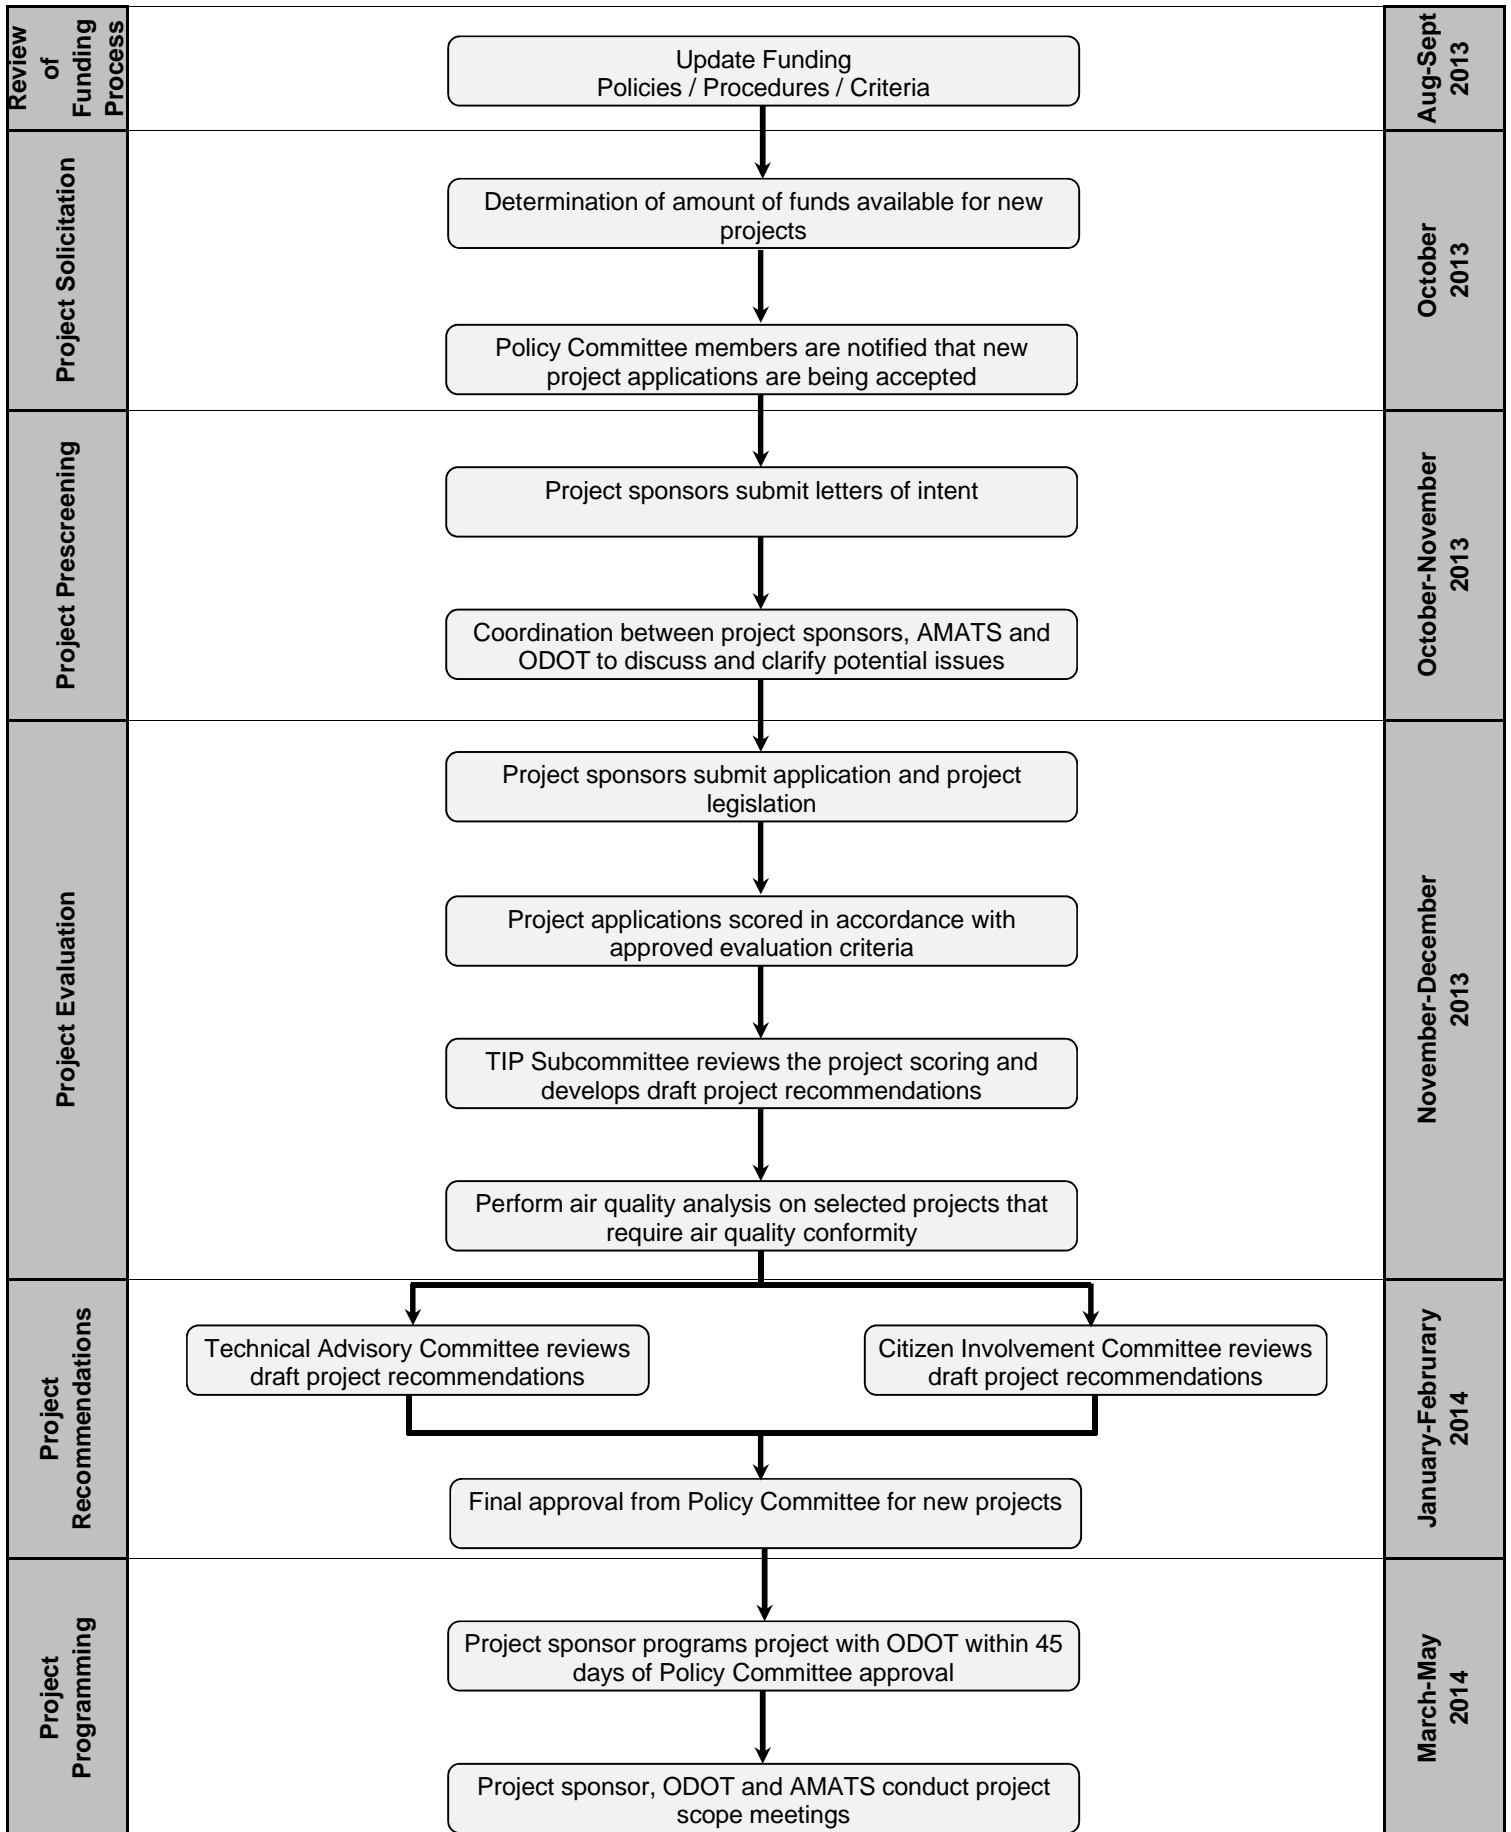 Review
of
Funding
Process
Update Funding
Policies / Procedures / Criteria
Aug-Sept
2013
Project Solicitation
Determination of amount of funds available for new
projects
Policy Committee members are notified that new
project applications are being accepted
October
2013
Project Prescreening
Project sponsors submit letters of intent
Coordination between project sponsors, AMATS and
ODOT to discuss and clarify potential issues
October-November
2013
Project Evaluation
Project sponsors submit application and project
legislation
Project applications scored in accordance with
approved evaluation criteria
TIP Subcommittee reviews the project scoring and
develops draft project recommendations
Perform air quality analysis on selected projects that
require air quality conformity
November-December
2013
Project
Recommendations
Technical Advisory Committee reviews
draft project recommendations
Citizen Involvement Committee reviews
draft project recommendations
Final approval from Policy Committee for new projects
January-Februrary
2014
Project
Programming
Project sponsor programs project with ODOT within 45
days of Policy Committee approval
Project sponsor, ODOT and AMATS conduct project
scope meetings
March-May
2014